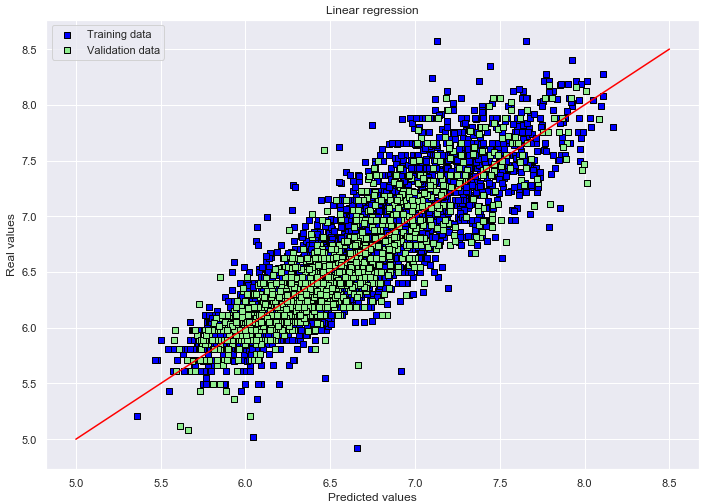 Linear regression
Training data
Validation data
Real values
8.5
8.0
7.5
7.0
6.5
6.0
5.5
5.0
5.0 5.5 6.0 6.5 7.0 7.5 8.0 8.5
Predicted values